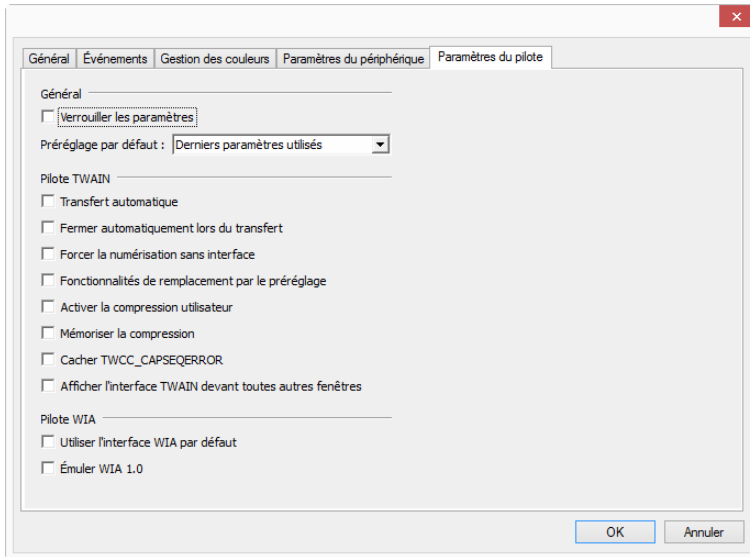 Général
Événements
Gestion des couleurs
Paramètres du périphérique
Paramètres du pilote
Général
Verrouiller les paramètres
Préréglage par défaut : Derniers paramètres utilisés
Pilote TWAIN
Transfert automatique
Fermer automatiquement lors du transfert
Forcer la numérisation sans interface
Fonctionnalités de remplacement par le préréglage
Activer la compression utilisateur
Mémoriser la compression
Cacher TWCC_CAPSEQERROR
Afficher l'interface TWAIN devant toutes autres fenêtres
Pilote WIA
Utiliser l'interface WIA par défaut
Émuler WIA 1.0
OK
Annuler